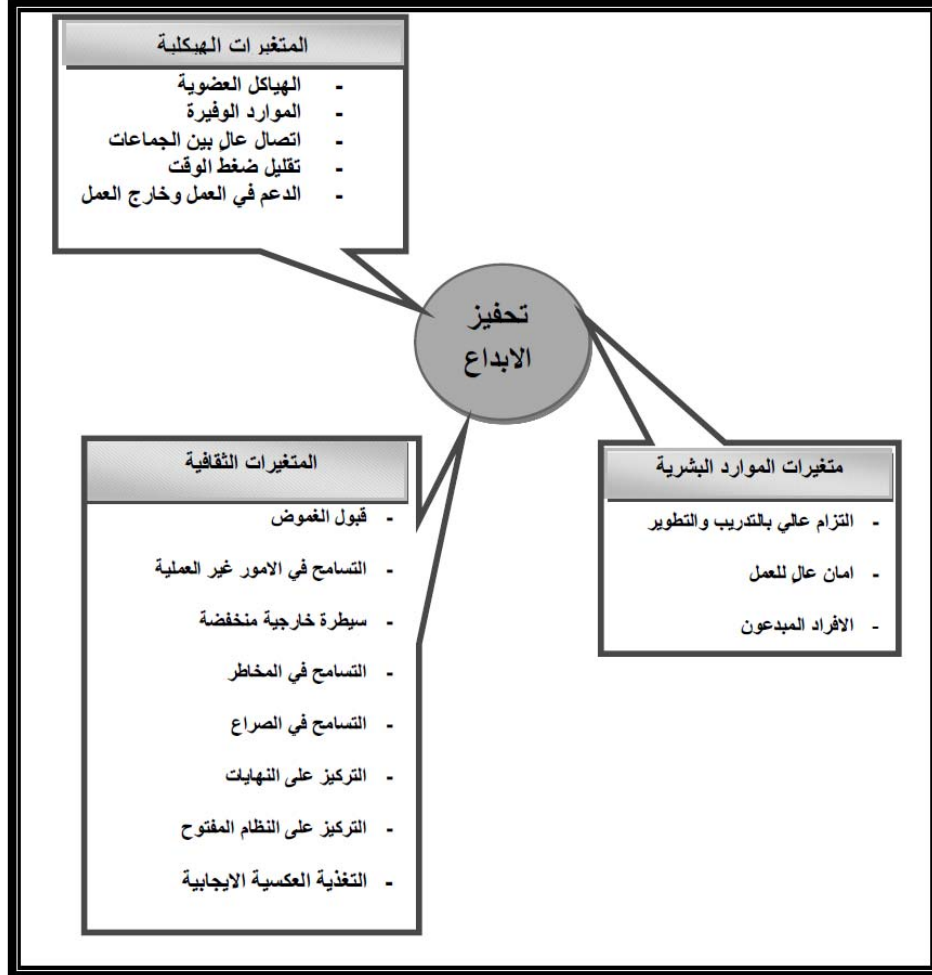 المتغيرات الهيكلية
- الهياكل العضوية
- الموارد الوفيرة
- اتصال عالٍ بين الجماعات
- تقليل ضغط الوقت
- الدعم في العمل وخارج العمل
تحفيز
الابداع
متغيرات الموارد البشرية
- التزام عالي بالتدريب والتطوير
- امان عالٍ للعمل
- الافراد المبدعون
المتغيرات الثقافية
- قبول الغموض
- التسامح في الامور غير العملية
- سيطرة خارجية منخفضة
- التسامح في المخاطر
- التسامح في الصراع
- التركيز على النهايات
- التركيز على النظام المفتوح
- التغذية العكسية الايجابية